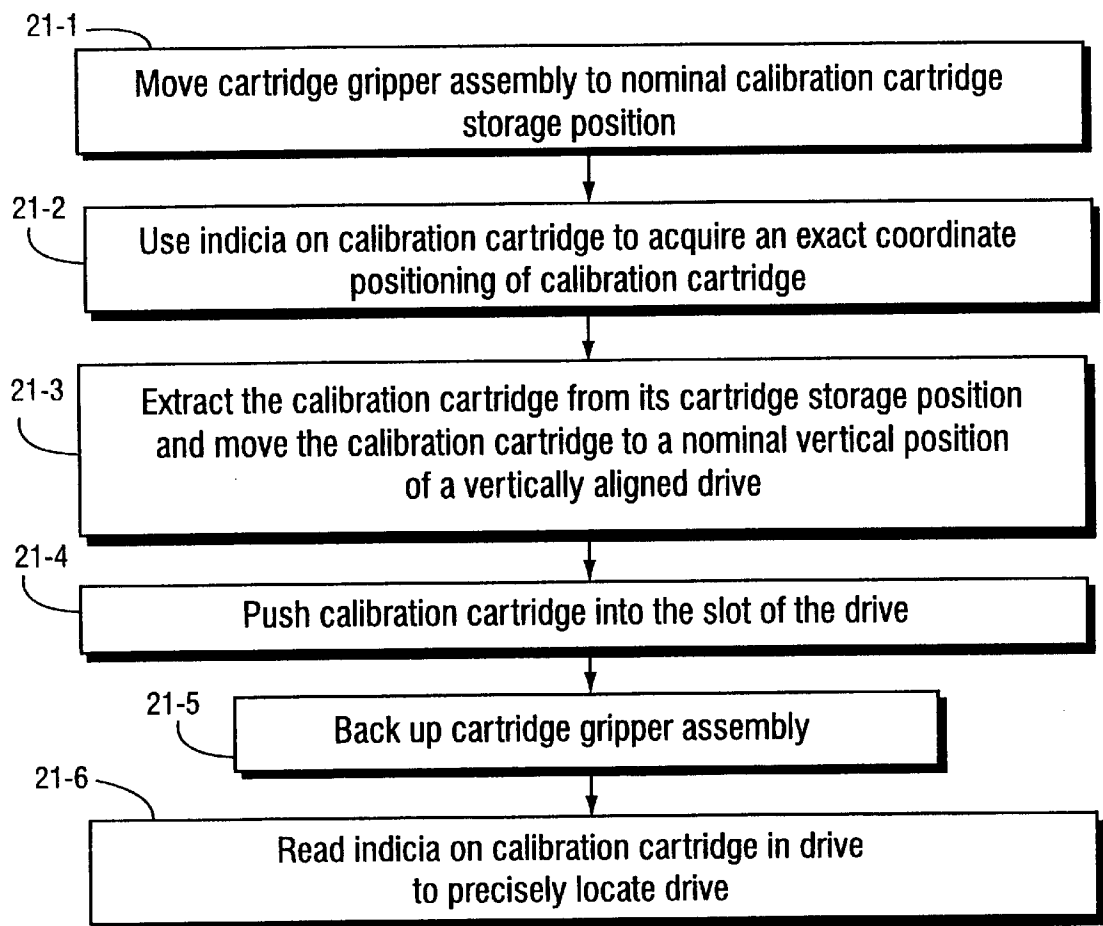 21-1
Move cartridge gripper assembly to nominal calibration cartridge
storage position
21-2
Use indicia on calibration cartridge to acquire an exact coordinate
positioning of calibration cartridge
21-3
Extract the calibration cartridge from its cartridge storage position
and move the calibration cartridge to a nominal vertical position
of a vertically aligned drive
21-4
Push calibration cartridge into the slot of the drive
21-5
Back up cartridge gripper assembly
21-6
Read indicia on calibration cartridge in drive
to precisely locate drive